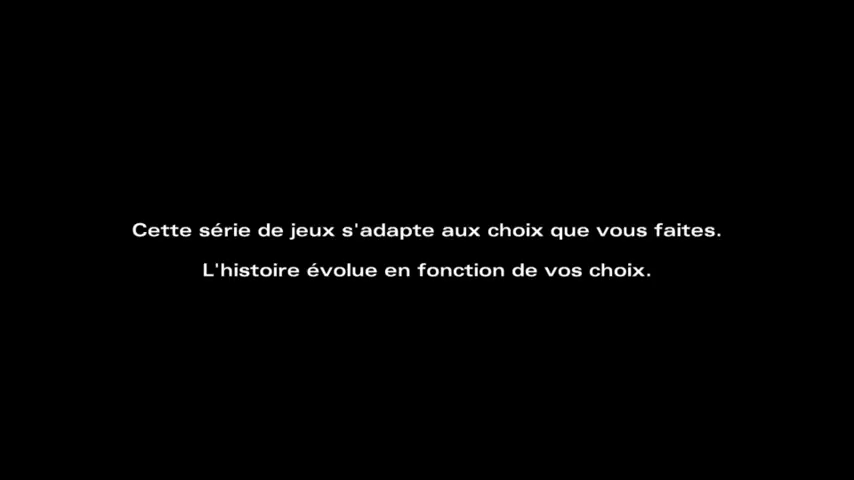 Cette série de jeux s'adapte aux choix que vous faites.
L'histoire évolue en fonction de vos choix.